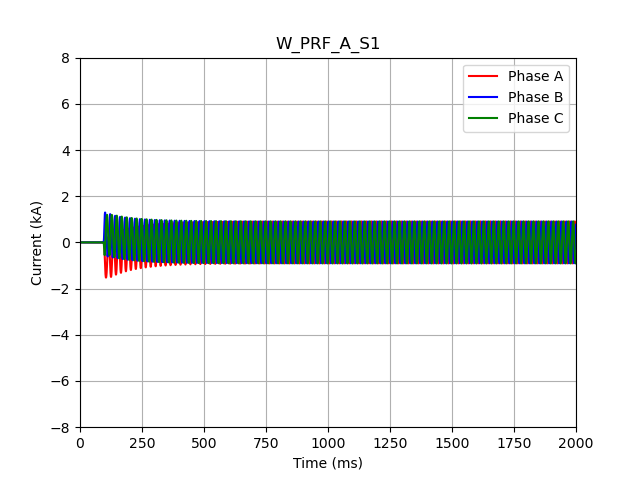 W_PRF_A_S1
Phase A
Phase B
Phase C
Current (kA)
8
6
4
2
0
−2
−4
−6
−8
0 250 500 750 1000 1250 1500 1750 2000
Time (ms)